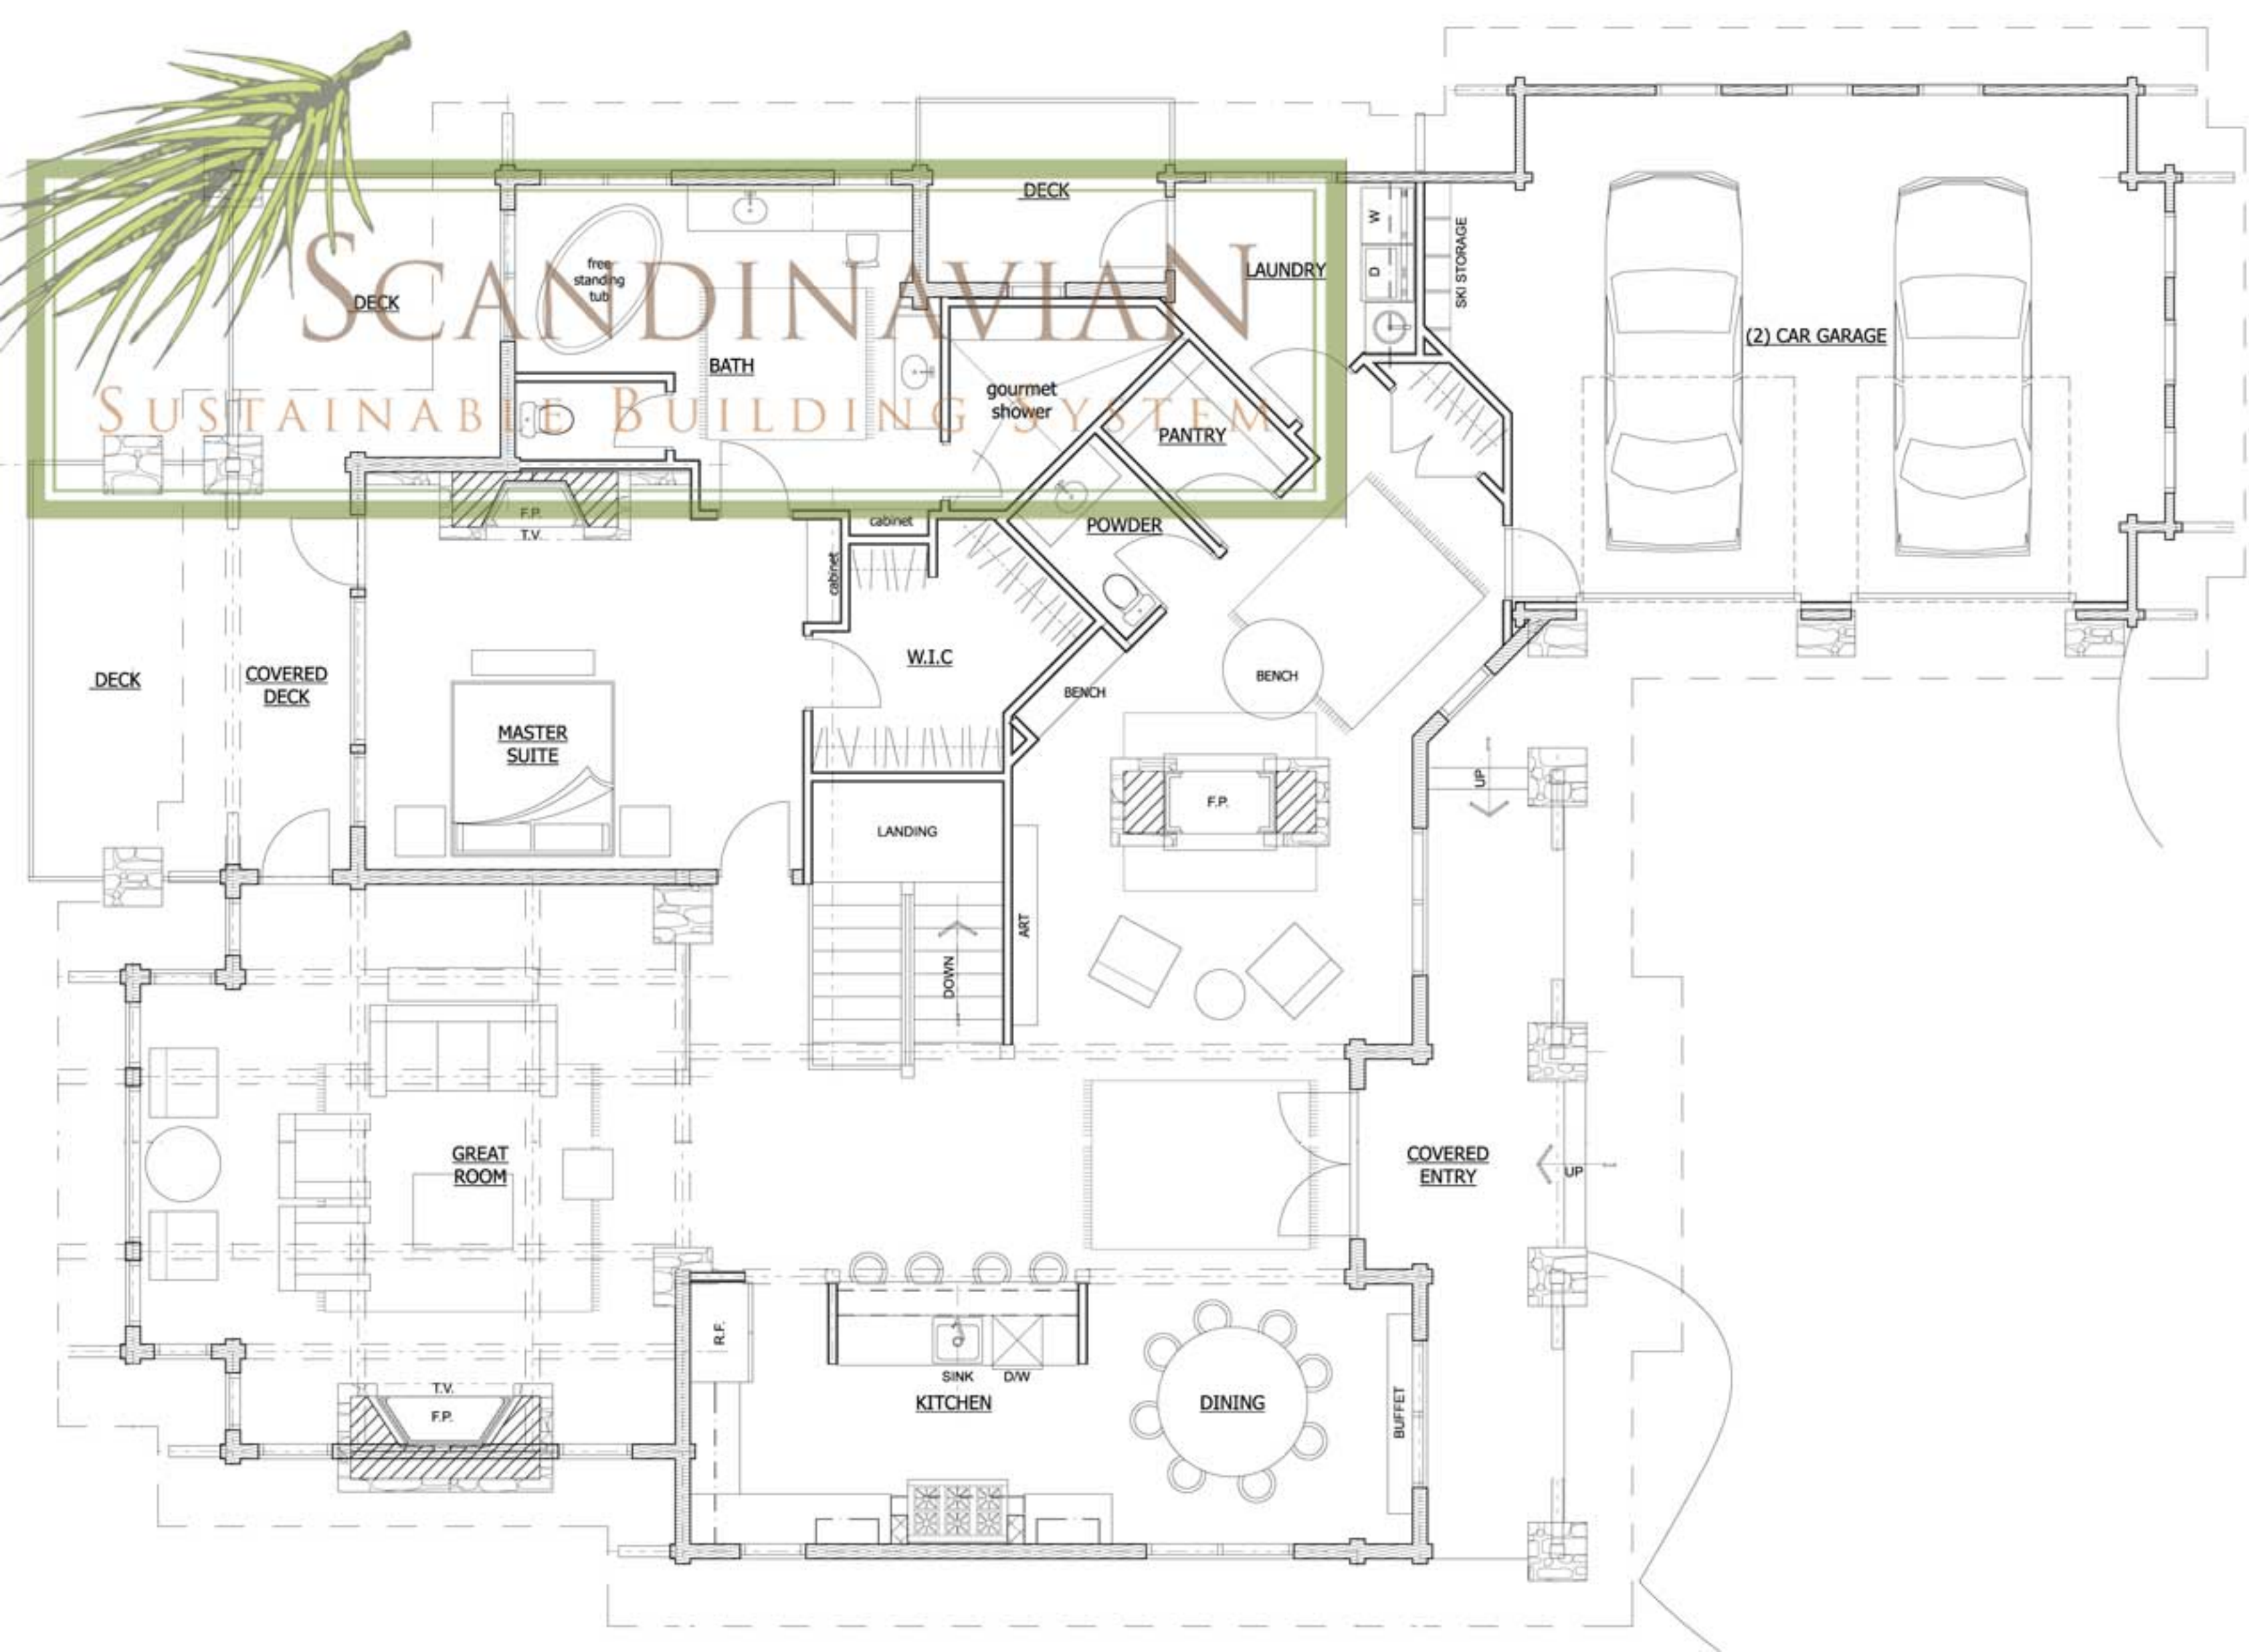 SCANDINAVIAN
SUSTAINABLE BUILDING SYSTEM
DECK
DECK
free
standing
tub
BATH
LAUNDRY
W
D
SKI STORAGE
(2) CAR GARAGE
gourmet
shower
PANTRY
F.P.
T.V.
cabinet
cabinet
POWDER
DECK
COVERED
DECK
W.I.C
BENCH
BENCH
MASTER
SUITE
UP
F.P.
LANDING
ART
DOWN
GREAT
ROOM
COVERED
ENTRY
UP
R.F.
SINK
D/W
KITCHEN
DINING
BUFFET
T.V.
F.P.